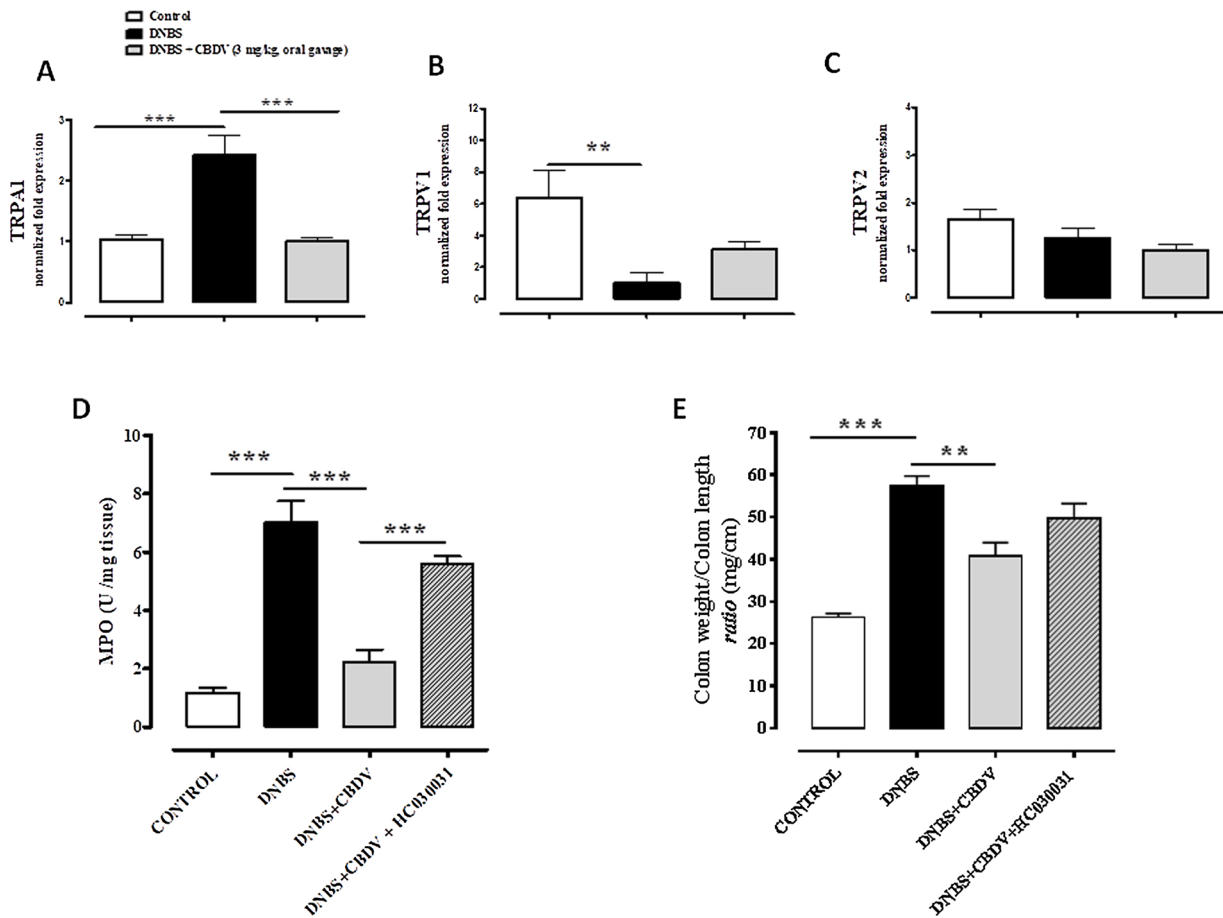 Control
DNBS
DNBS + CBDV (3 mg/kg, oral gavage)
A
TRPA1
normalized fold expression
3
2
1
0
***
***
B
TRPV1
normalized fold expression
12
10
8
6
4
2
0
**
C
TRPV2
normalized fold expression
4
3
2
1
0
D
MPO (U /mg tissue)
10
8
6
4
2
0
***
***
***
CONTROL
DNBS
DNBS+CBDV
DNBS+CBDV + HC030031
E
Colon weight/Colon length
ratio (mg/cm)
70
60
50
40
30
20
10
0
***
**
CONTROL
DNBS
DNBS+CBDV
DNBS+CBDV+HC030031